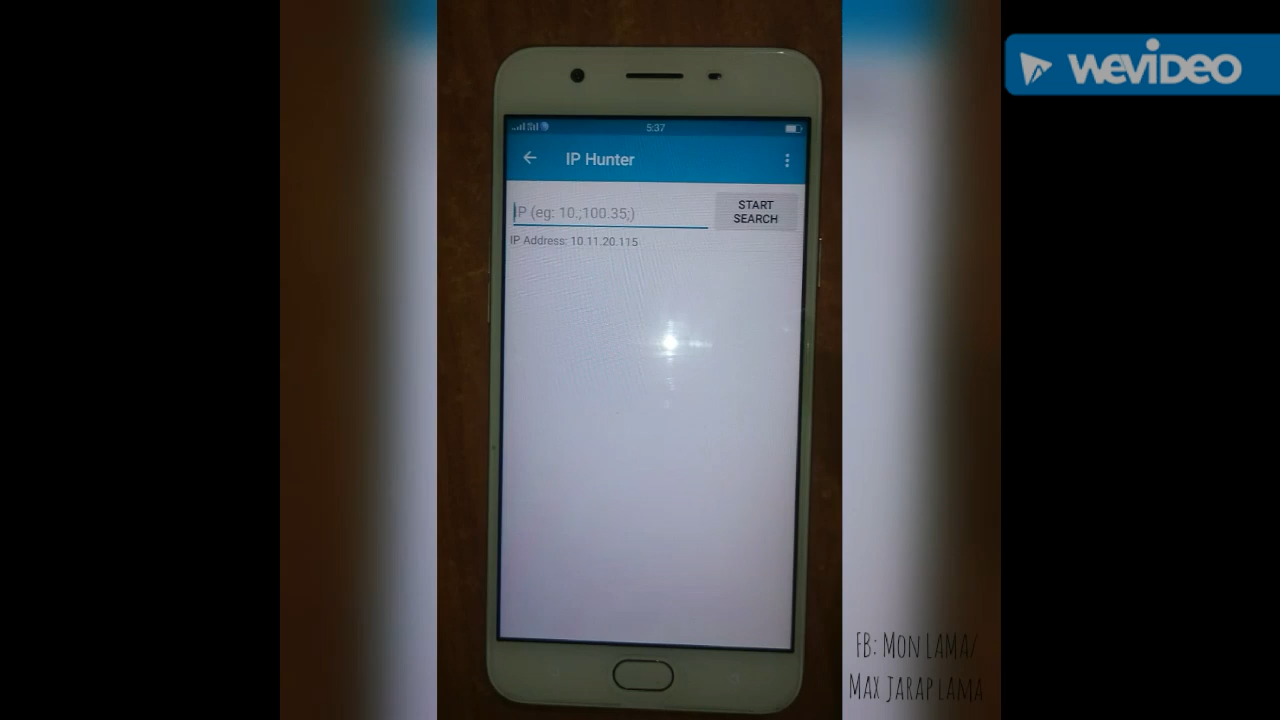 WEVIDEO
5:37
IP Hunter
IP (eg: 10.;100.35;)
START
SEARCH
IP Address: 10.11.20.115
FB: MON LAMA/
MAX JARAP LAMA